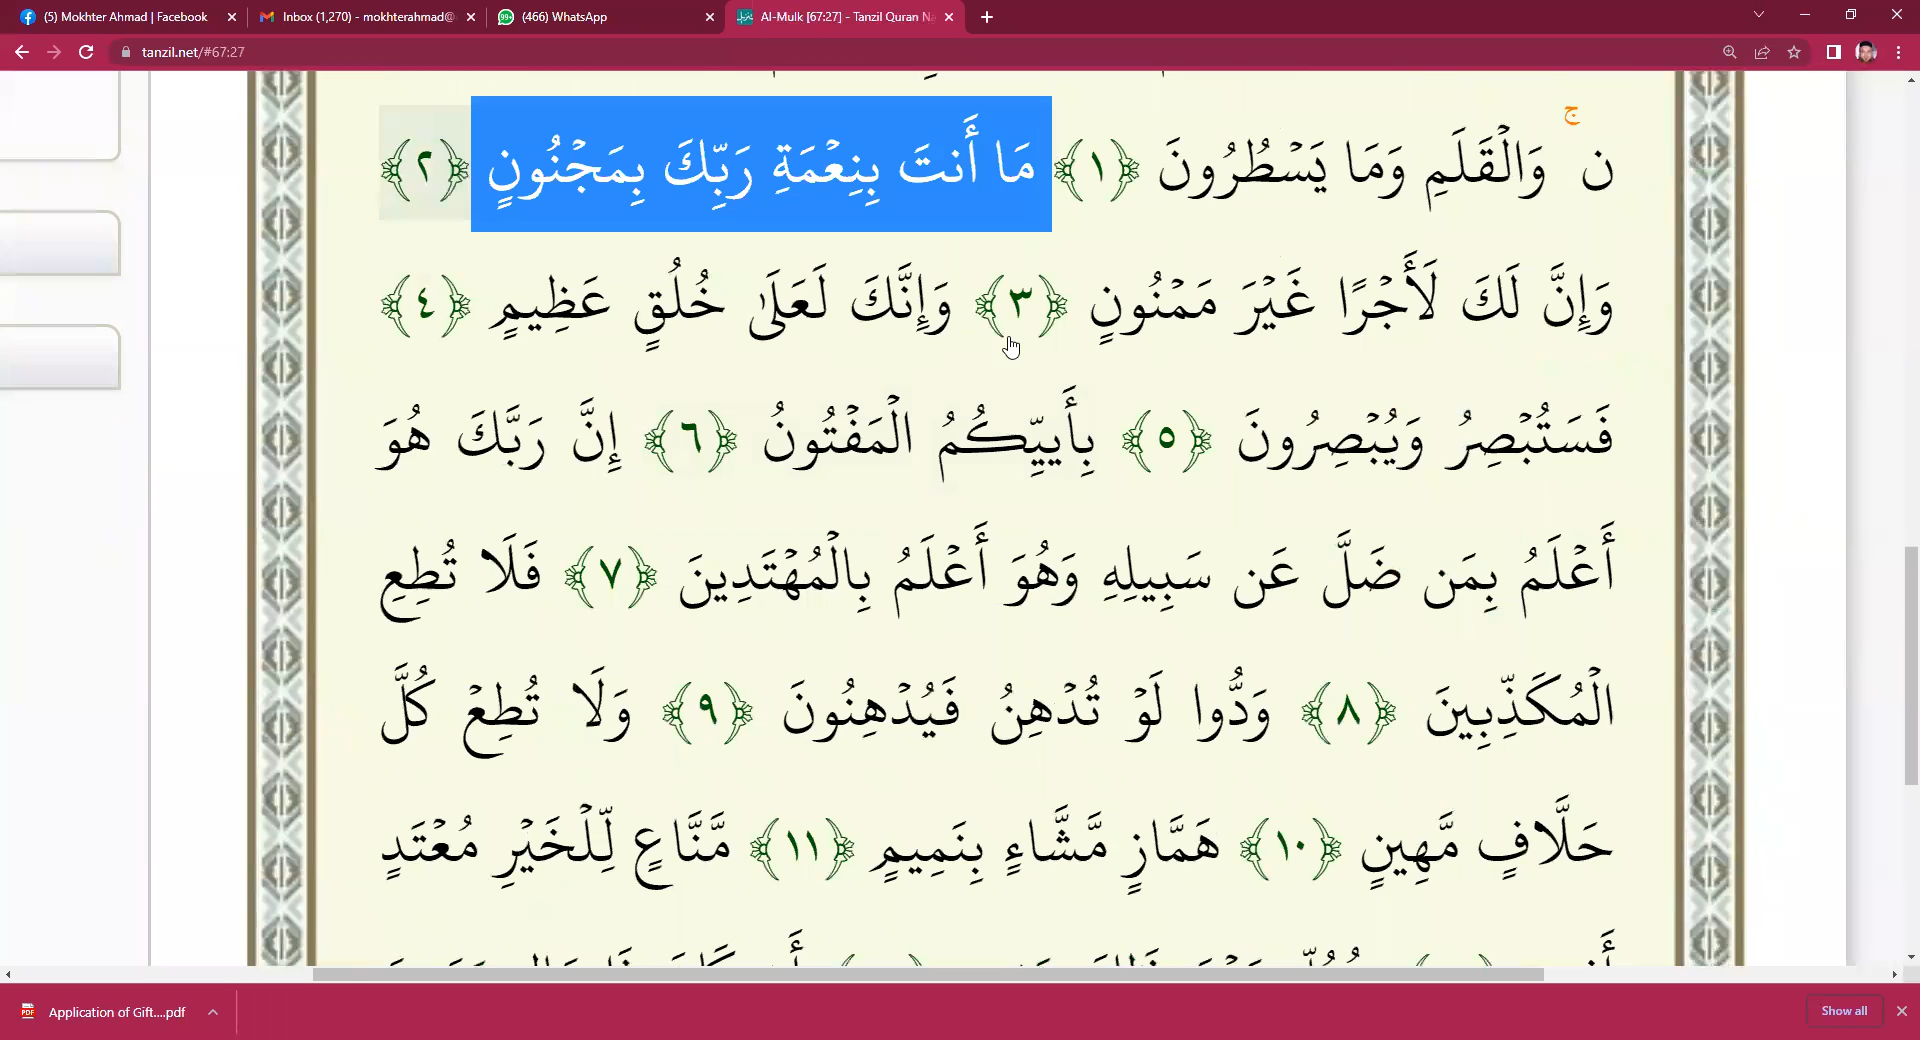 (5) Mokhter Ahmad | Facebook
Inbox (1,270) - mokhterahmad@
99+ (466) WhatsApp
Al-Mulk [67:27] - Tanzil Quran Na
tanzil.net/#67:27
ج
ن ۚ وَالْقَلَمِ وَمَا يَسْطُرُونَ ﴿١﴾ مَا أَنتَ بِنِعْمَةِ رَبِّكَ بِمَجْنُونٍ ﴿٢﴾
وَإِنَّ لَكَ لَأَجْرًا غَيْرَ مَمْنُونٍ ﴿٣﴾ وَإِنَّكَ لَعَلَىٰ خُلُقٍ عَظِيمٍ ﴿٤﴾
فَسَتُبْصِرُ وَيُبْصِرُونَ ﴿٥﴾ بِأَييِّكُمُ الْمَفْتُونُ ﴿٦﴾ إِنَّ رَبَّكَ هُوَ
أَعْلَمُ بِمَن ضَلَّ عَن سَبِيلِهِ وَهُوَ أَعْلَمُ بِالْمُهْتَدِينَ ﴿٧﴾ فَلَا تُطِعِ
الْمُكَذِّبِينَ ﴿٨﴾ وَدُّوا لَوْ تُدْهِنُ فَيُدْهِنُونَ ﴿٩﴾ وَلَا تُطِعْ كُلَّ
حَلَّافٍ مَّهِينٍ ﴿١٠﴾ هَمَّازٍ مَّشَّاءٍ بِنَمِيمٍ ﴿١١﴾ مَّنَّاعٍ لِّلْخَيْرِ مُعْتَدٍ
Application of Gift....pdf
Show all